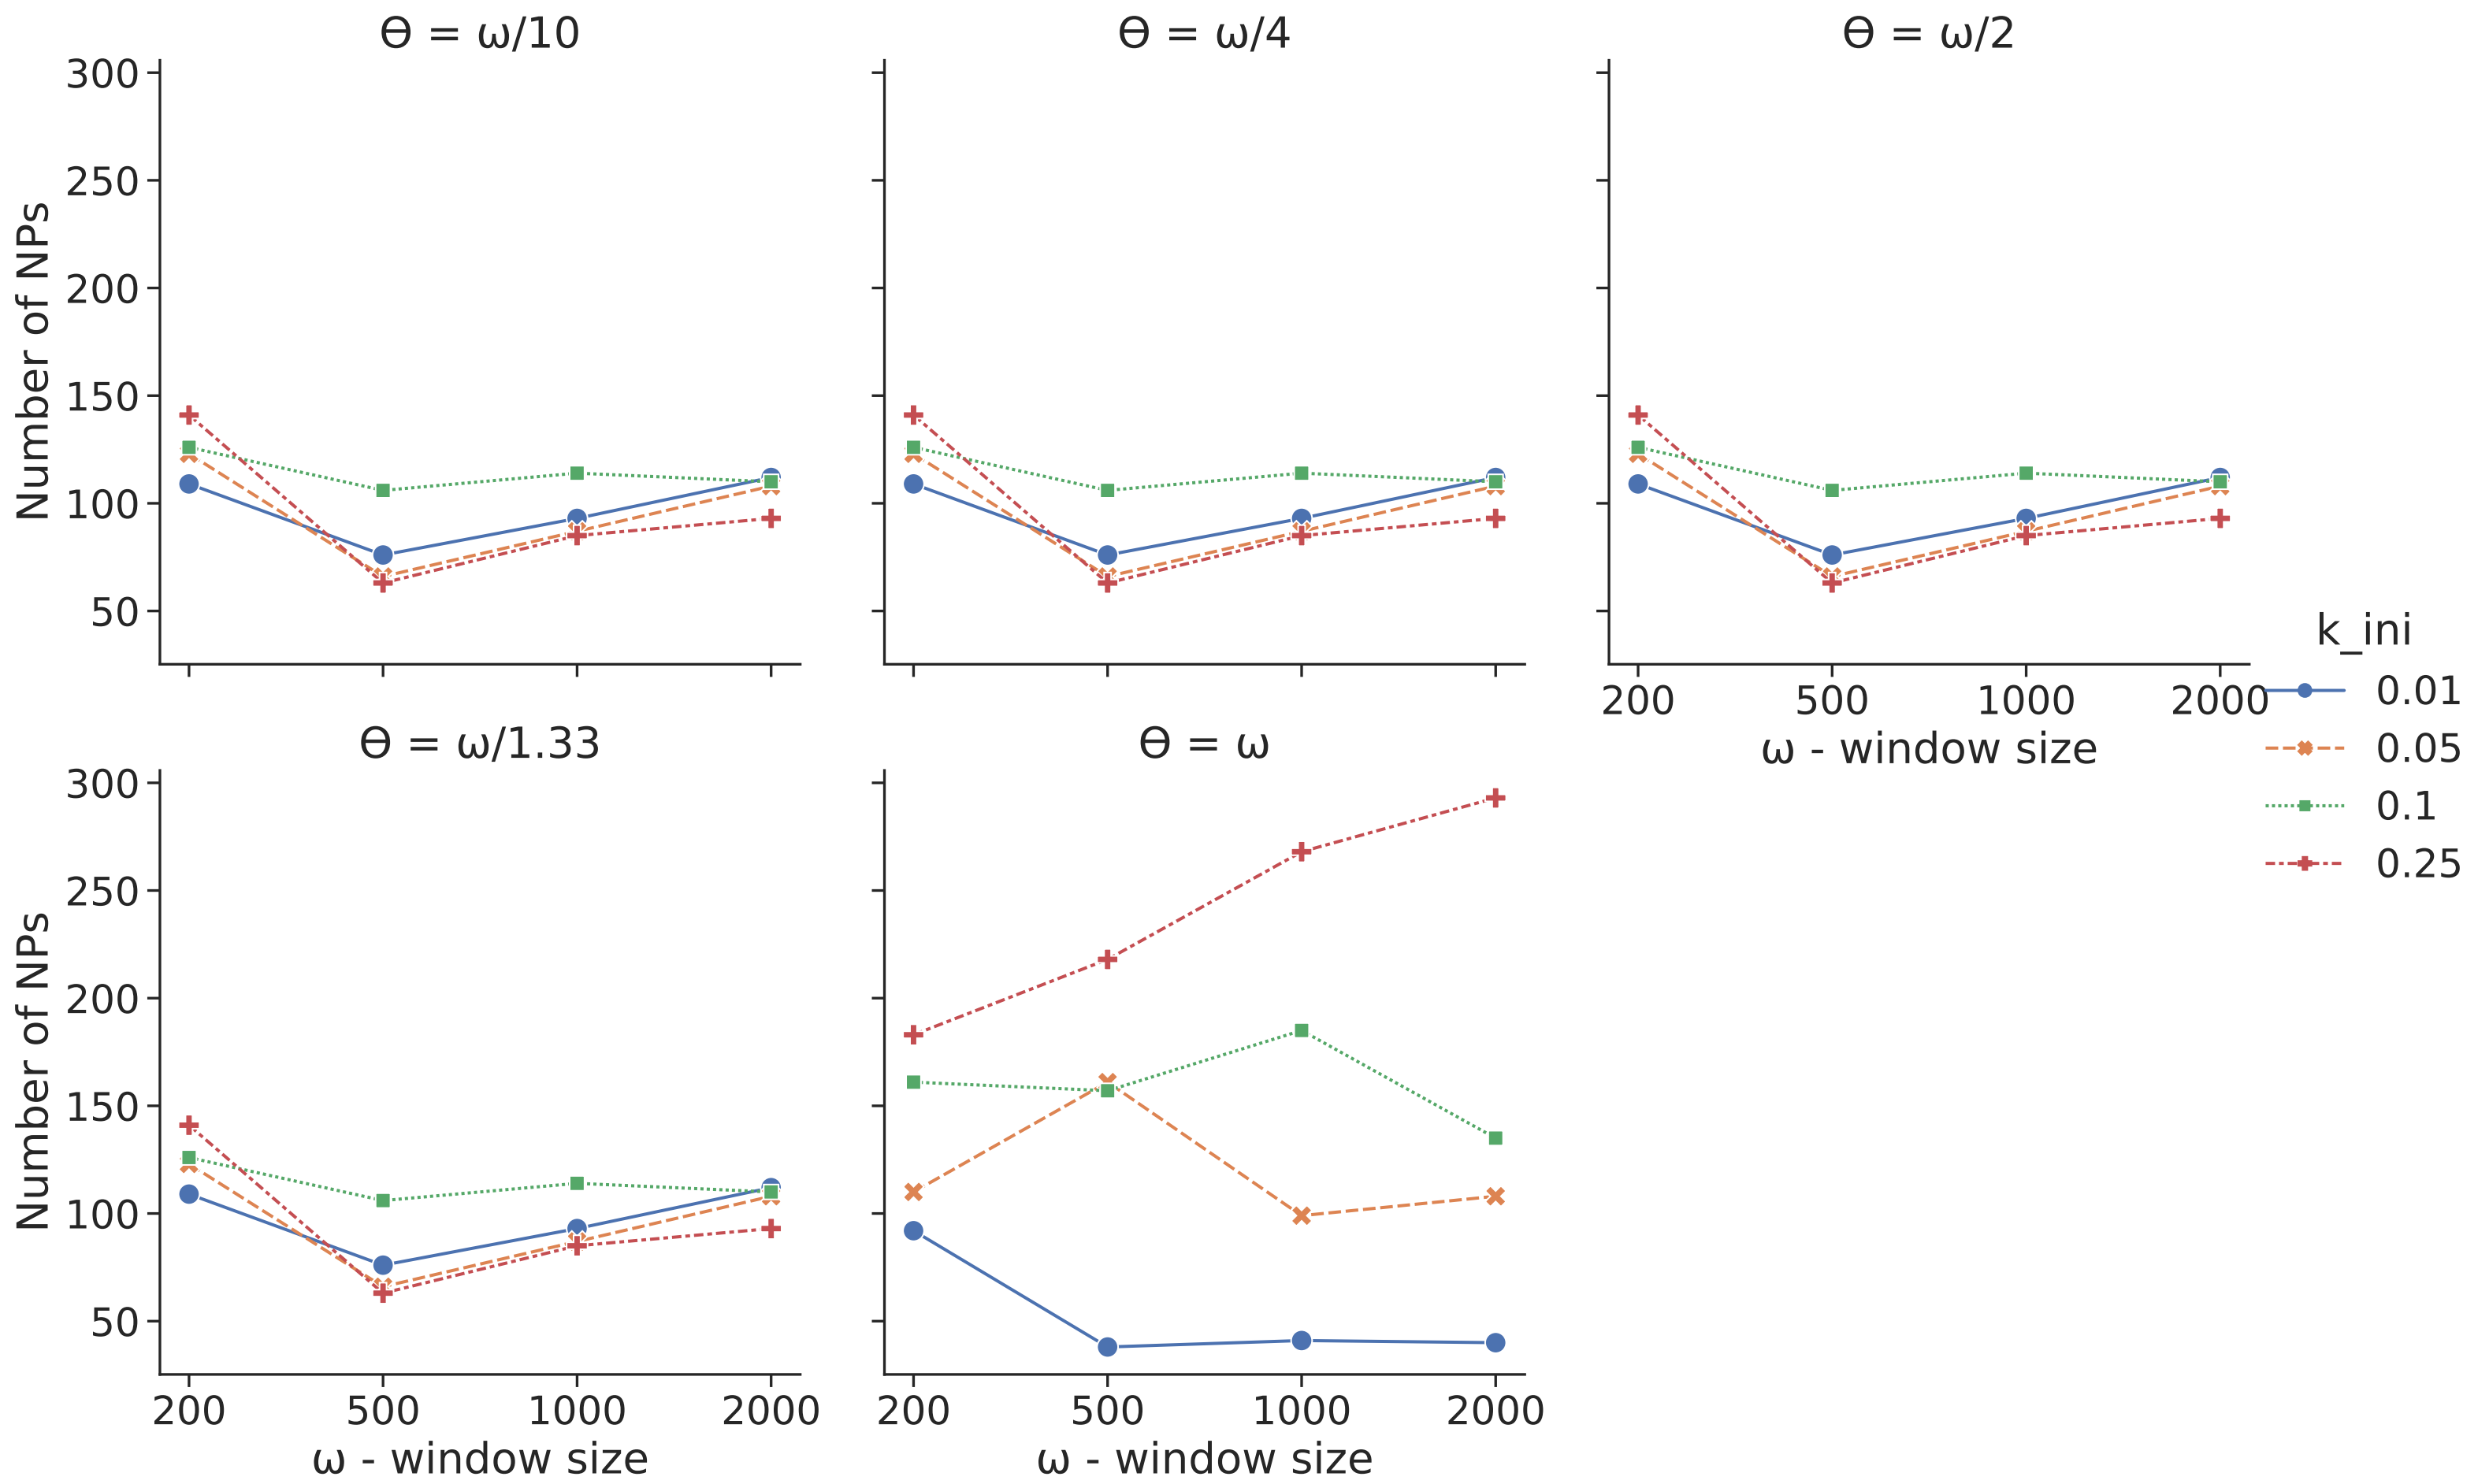 ϴ = ω/10
ϴ = ω/4
ϴ = ω/2
Number of NPs
300
250
200
150
100
50
200 500 1000 2000
ω - window size
k_ini
0.01
0.05
0.1
0.25
ϴ = ω/1.33
ϴ = ω
Number of NPs
300
250
200
150
100
50
200 500 1000 2000
ω - window size
200 500 1000 2000
ω - window size